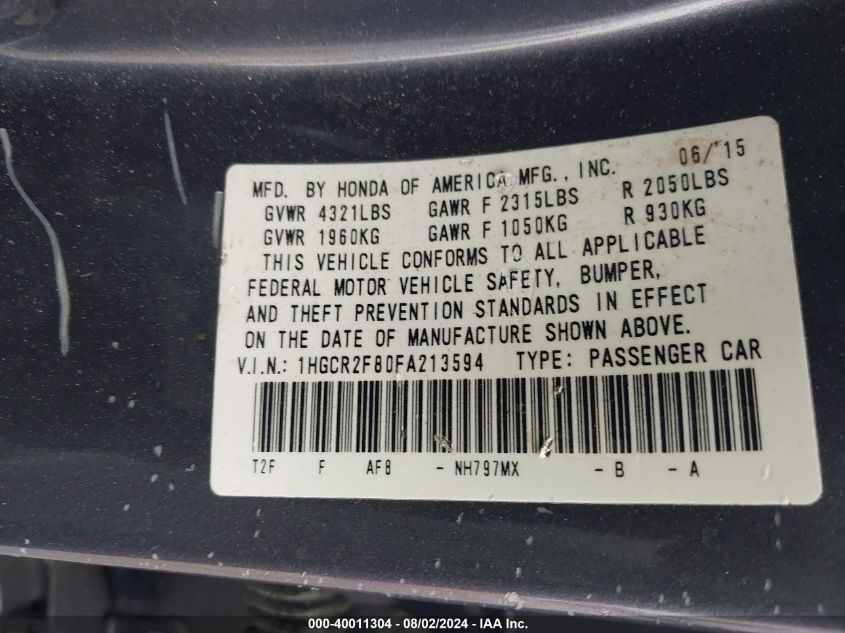 06/'15
MFD. BY HONDA OF AMERICA MFG., INC.
GVWR 4321LBS GAWR F 2315LBS R 2050LBS
GVWR 1960KG GAWR F 1050KG R 930KG
THIS VEHICLE CONFORMS TO ALL APPLICABLE
FEDERAL MOTOR VEHICLE SAFETY, BUMPER,
AND THEFT PREVENTION STANDARDS IN EFFECT
ON THE DATE OF MANUFACTURE SHOWN ABOVE.
V.I.N.: 1HGCR2F80FA213594 TYPE: PASSENGER CAR
T2F F AF8 - NH797MX - B - A
000-40011304 - 08/02/2024 - IAAI.com.